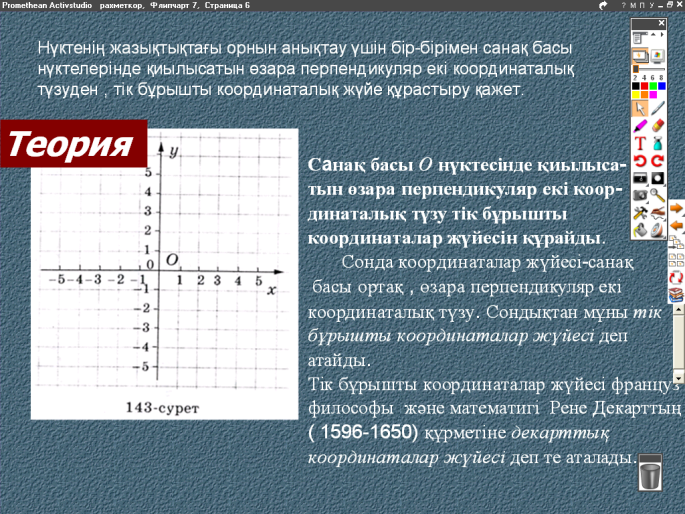 Promethean Activstudio рахметкор, Флипчарт 7, Страница 6
? М П У
Нүктенің жазықтықтағы орнын анықтау үшін бір-бірімен санақ басы
нүктелерінде қиылысатын өзара перпендикуляр екі координаталық
түзуден , тік бұрышты координаталық жүйе құрастыру қажет.
Теория
y
5
4
3
2
1
0
O
-5 -4 -3 -2 -1
1 2 3 4 5
x
-1
-2
-3
-4
-5
143-сурет
Санақ басы O нүктесінде қиылыса-
тын өзара перпендикуляр екі коор-
динаталық түзу тік бұрышты
координаталар жүйесін құрайды.
Сонда координаталар жүйесі-санақ
басы ортақ , өзара перпендикуляр екі
координаталық түзу. Сондықтан мұны тік
бұрышты координаталар жүйесі деп
атайды.
Тік бұрышты координаталар жүйесі француз
философы және математигі Рене Декарттың
( 1596-1650) құрметіне декарттық
координаталар жүйесі деп те аталады.
2 4 6 8
T